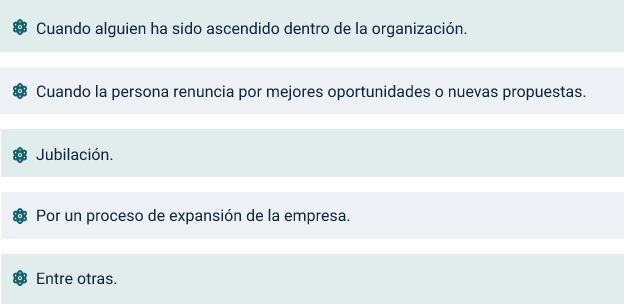 Cuando alguien ha sido ascendido dentro de la organización.
Cuando la persona renuncia por mejores oportunidades o nuevas propuestas.
Jubilación.
Por un proceso de expansión de la empresa.
Entre otras.